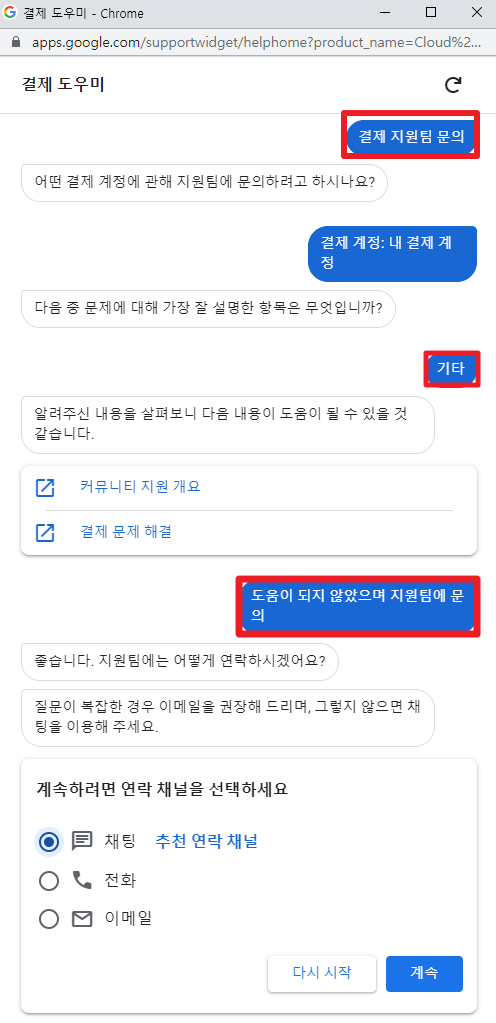 결제 도우미 - Chrome
apps.google.com/supportwidget/helphome?product_name=Cloud%2...
결제 도우미
결제 지원팀 문의
어떤 결제 계정에 관해 지원팀에 문의하려고 하시나요?
결제 계정: 내 결제 계
정
다음 중 문제에 대해 가장 잘 설명한 항목은 무엇입니까?
기타
알려주신 내용을 살펴보니 다음 내용이 도움이 될 수 있을 것
같습니다.
커뮤니티 지원 개요
결제 문제 해결
도움이 되지 않았으며 지원팀에 문
의
좋습니다. 지원팀에는 어떻게 연락하시겠어요?
질문이 복잡한 경우 이메일을 권장해 드리며, 그렇지 않으면 채
팅을 이용해 주세요.
계속하려면 연락 채널을 선택하세요
채팅 추천 연락 채널
전화
이메일
다시 시작 계속